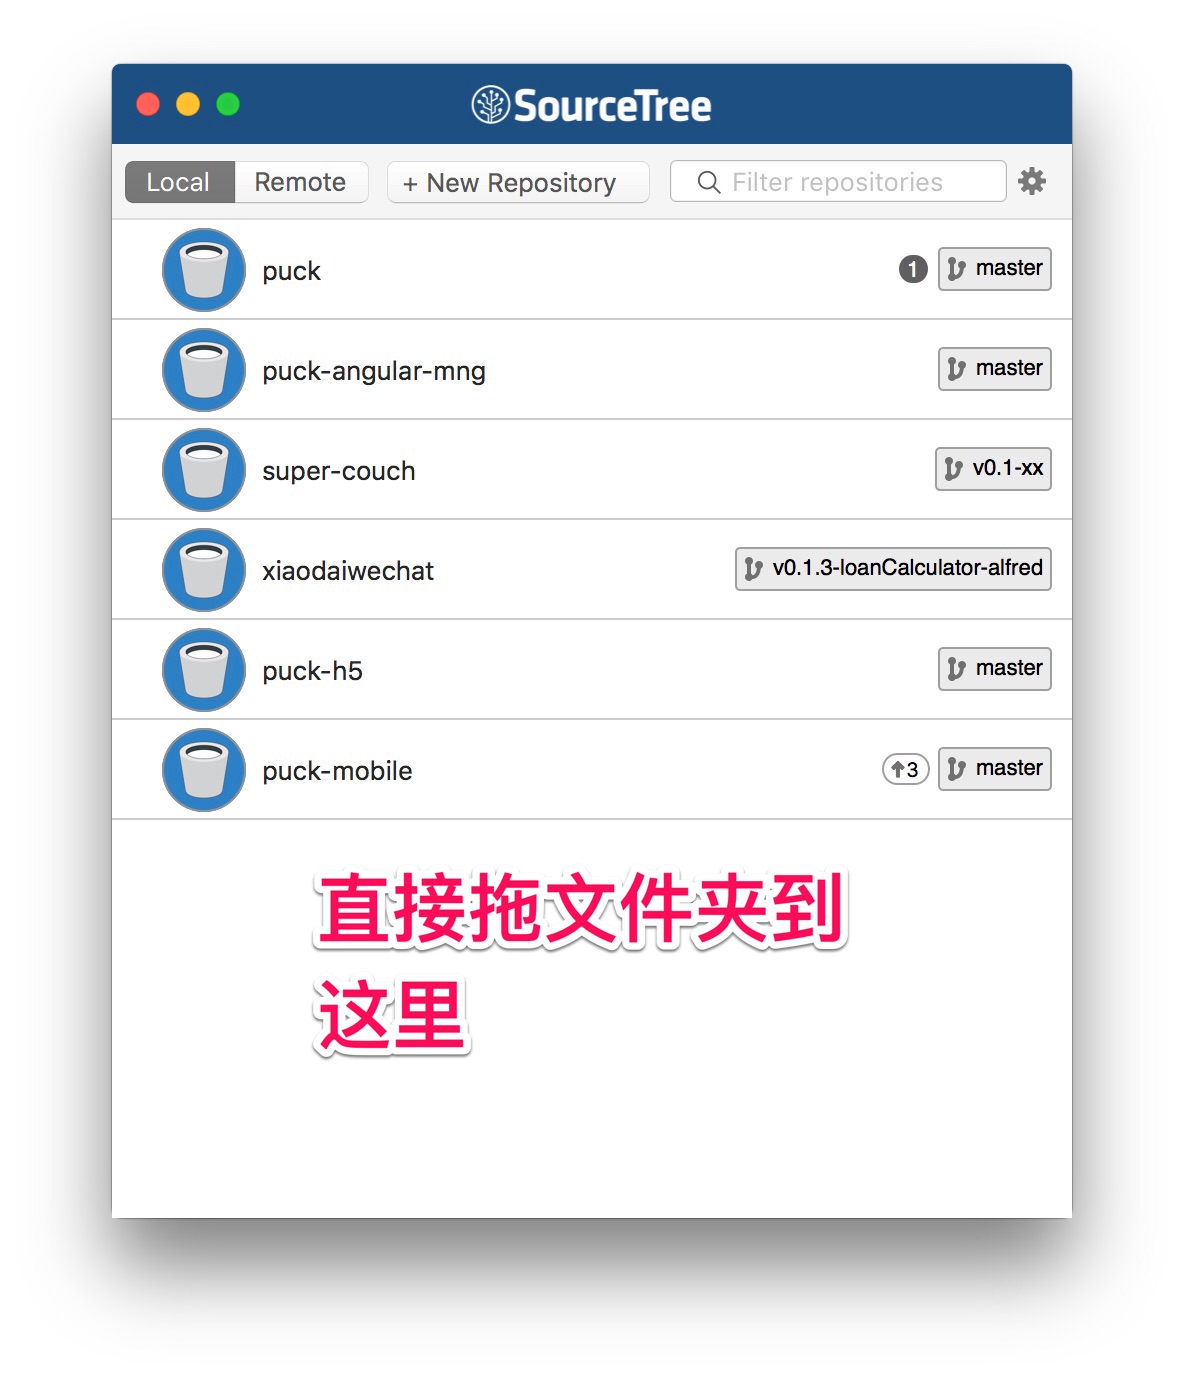 SourceTree
Local Remote + New Repository Filter repositories
puck 1 master
puck-angular-mng master
super-couch v0.1-xx
xiaodaiwechat v0.1.3-loanCalculator-alfred
puck-h5 master
puck-mobile ↑3 master
直接拖文件夹到
这里